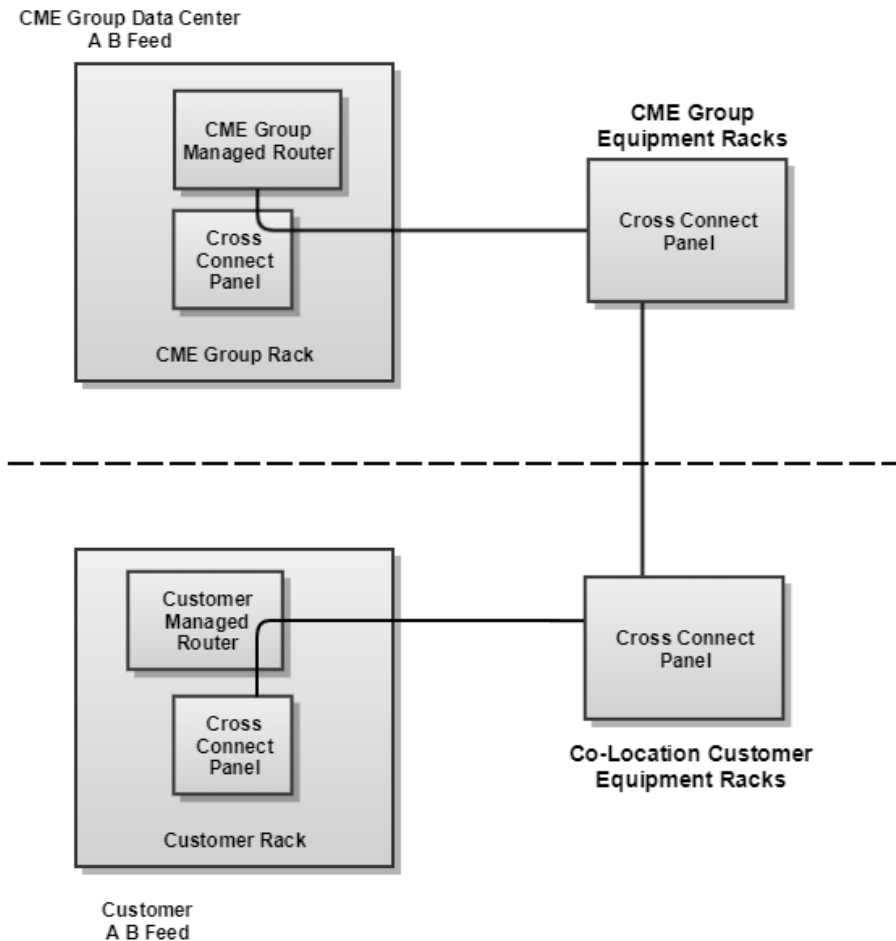 CME Group Data Center
A B Feed
CME Group
Managed Router
Cross
Connect
Panel
CME Group Rack
CME Group
Equipment Racks
Cross Connect
Panel
Customer
Managed
Router
Cross
Connect
Panel
Customer Rack
Cross Connect
Panel
Co-Location Customer
Equipment Racks
Customer
A B Feed